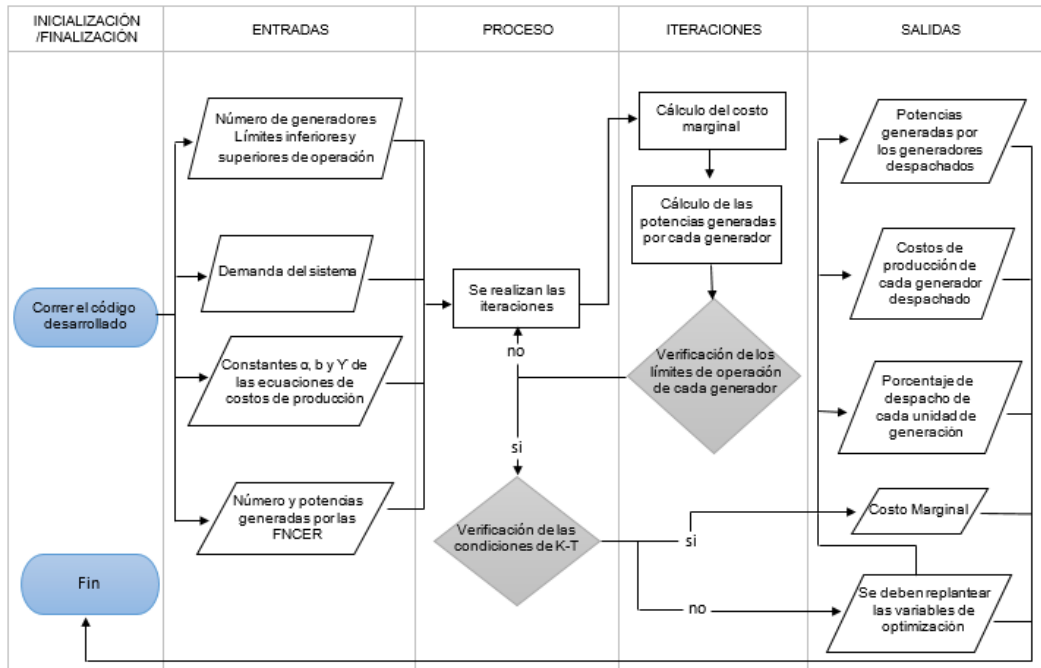 INICIALIZACIÓN
/FINALIZACIÓN
ENTRADAS
PROCESO
ITERACIONES
SALIDAS
Correr el código
desarrollado
Número de generadores
Límites inferiores y
superiores de operación
Demanda del sistema
Constantes α, b y ϒ de
las ecuaciones de
costos de producción
Número y potencias
generadas por las
FNCER
Se realizan las
iteraciones
no
si
Verificación de las
condiciones de K-T
Cálculo del costo
marginal
Cálculo de las
potencias generadas
por cada generador
Verificación de los
límites de operación
de cada generador
si
no
Potencias
generadas por
los generadores
despachados
Costos de
producción de
cada generador
despachado
Porcentaje de
despacho de
cada unidad de
generación
Costo Marginal
Se deben replantear
las variables de
optimización
Fin